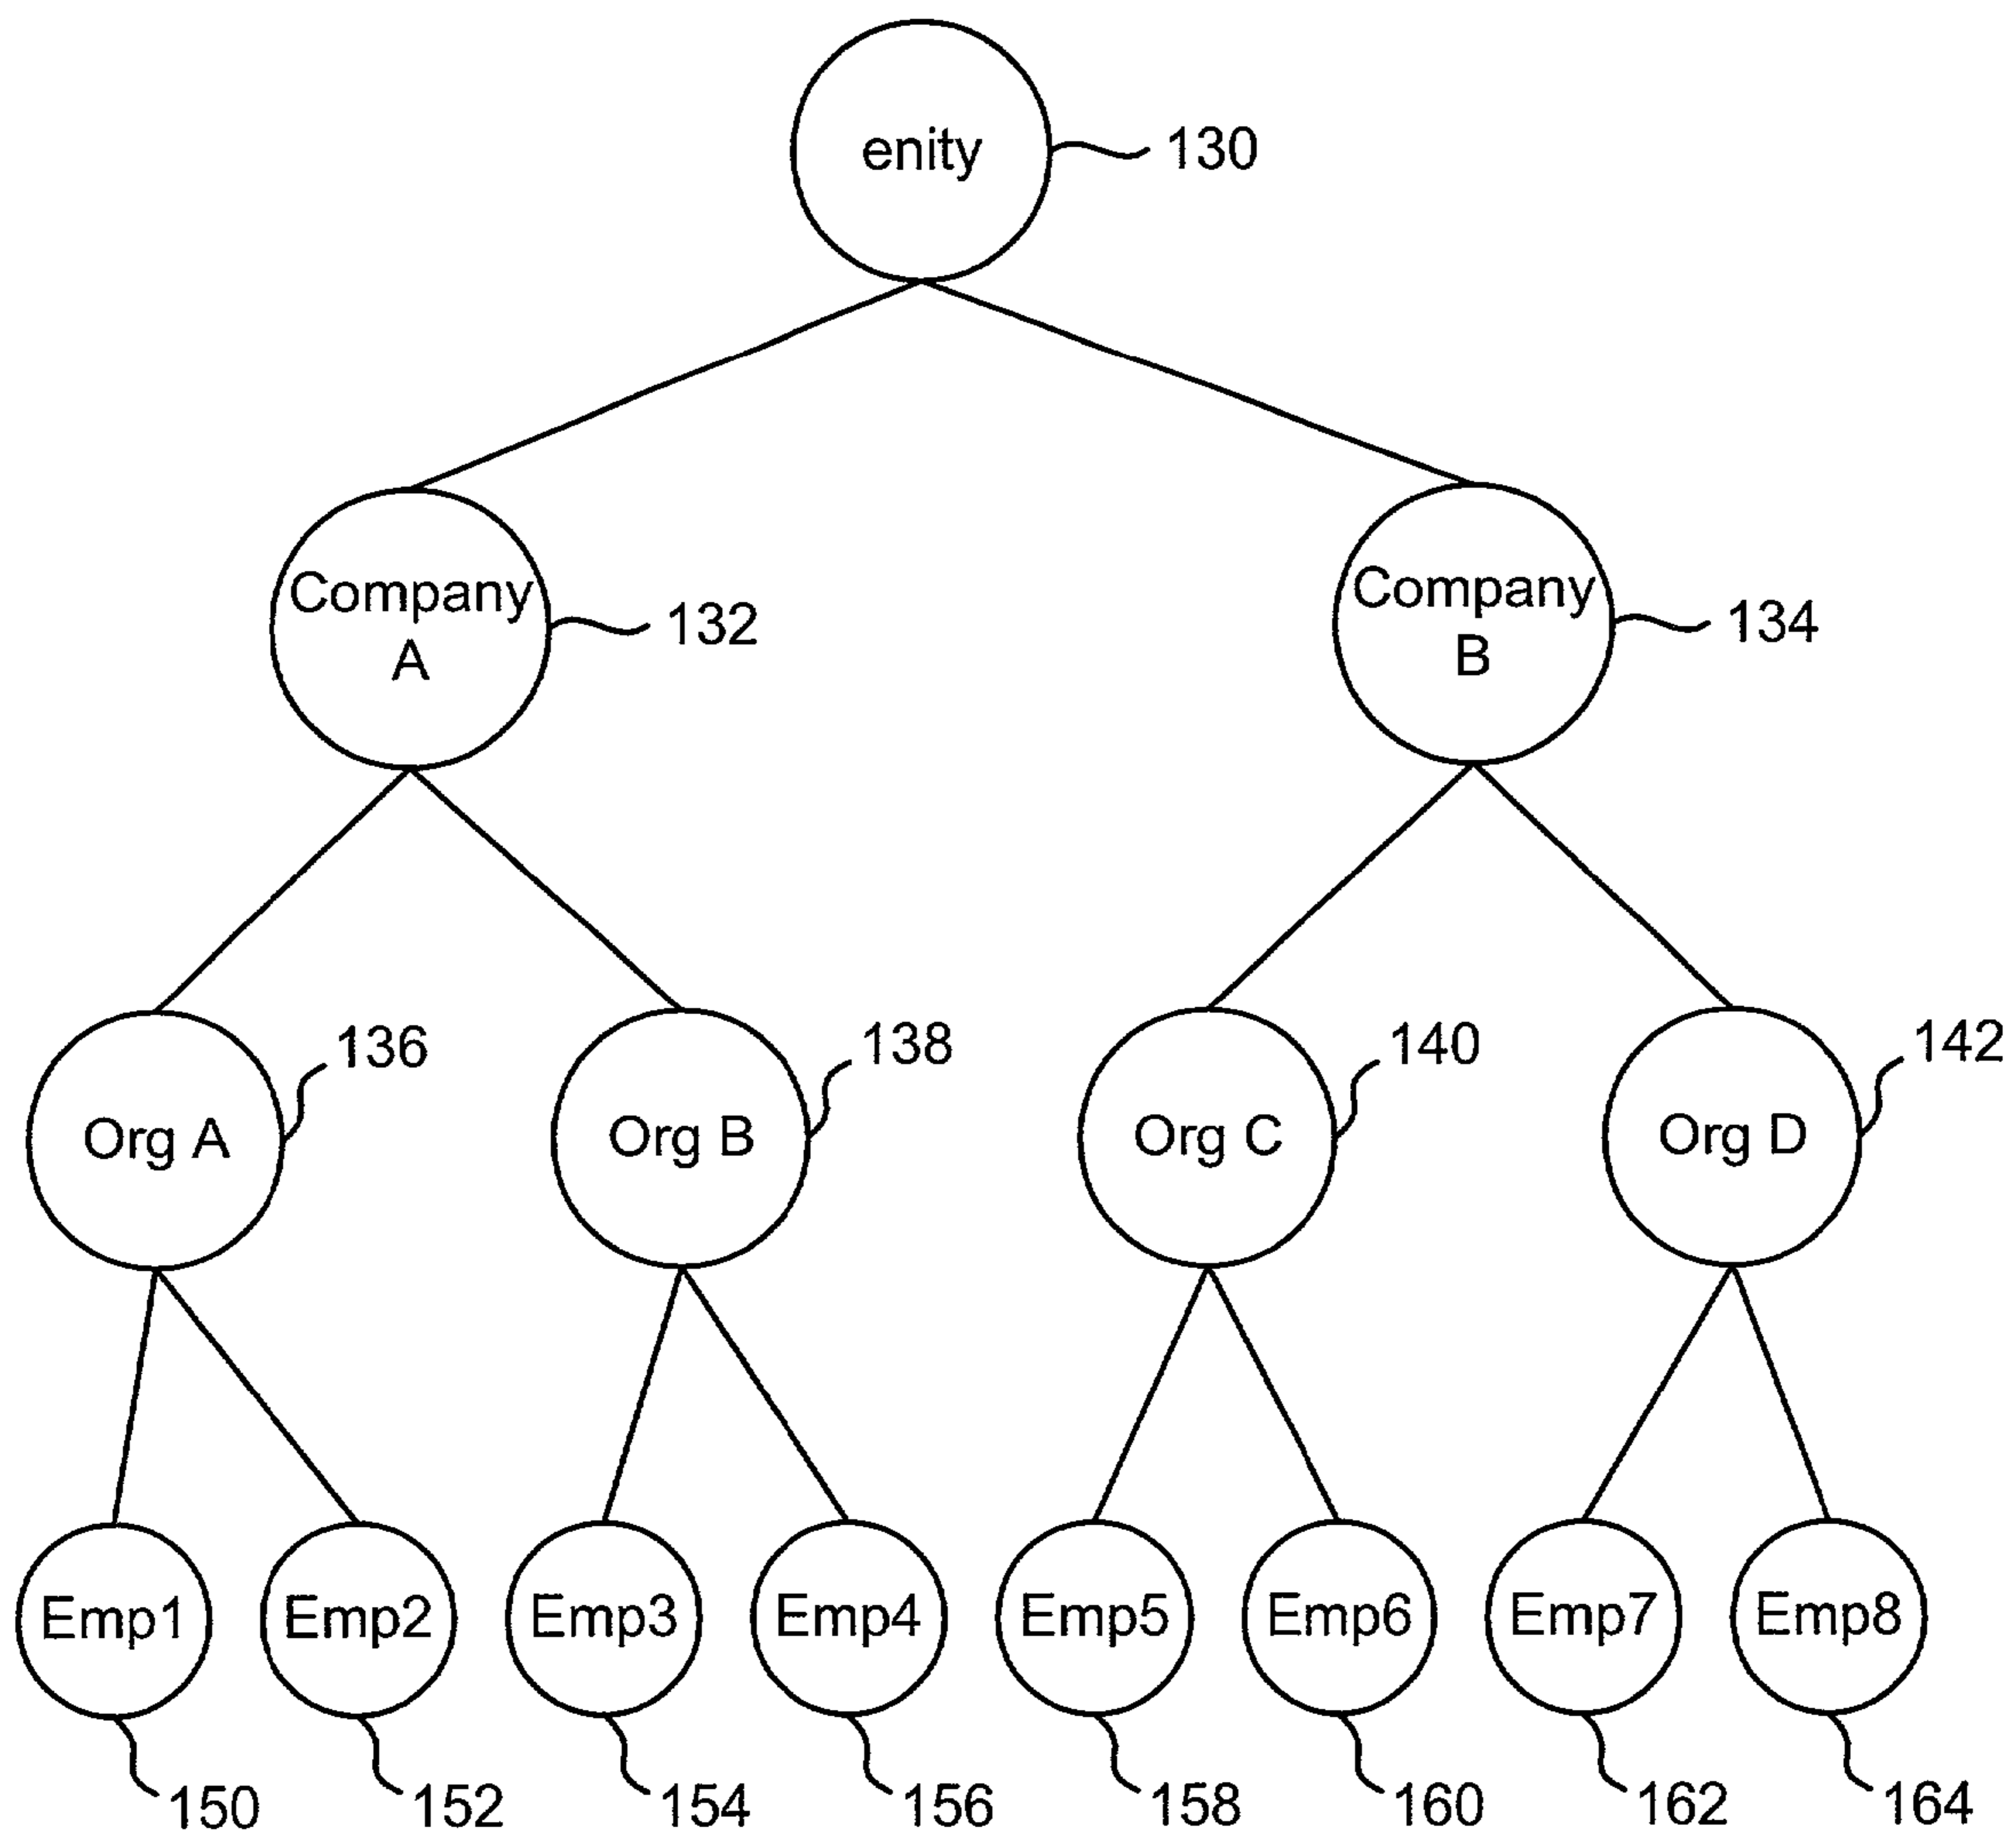 enity
130
Company
A
132
Company
B
134
Org A
136
Org B
138
Org C
140
Org D
142
Emp1
Emp2
Emp3
Emp4
Emp5
Emp6
Emp7
Emp8
150
152
154
156
158
160
162
164